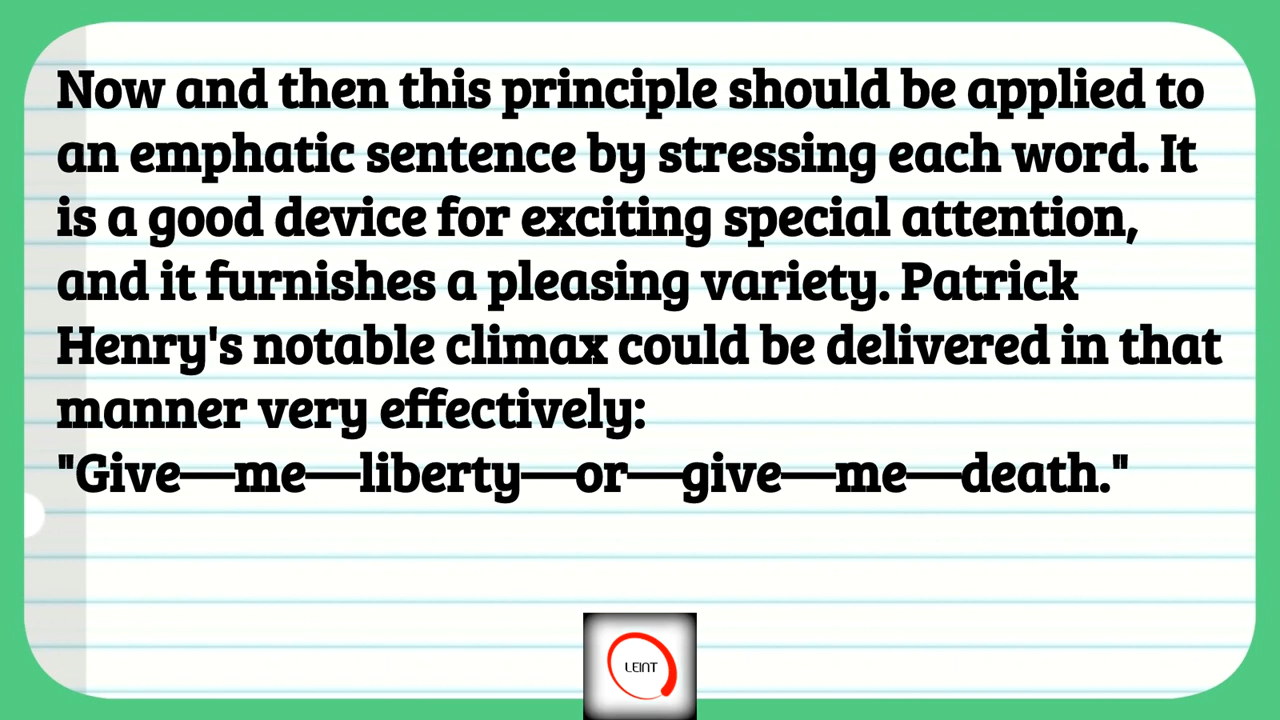 Now and then this principle should be applied to
an emphatic sentence by stressing each word. It
is a good device for exciting special attention,
and it furnishes a pleasing variety. Patrick
Henry's notable climax could be delivered in that
manner very effectively:
"Give—me—liberty—or—give—me—death."
LEINT